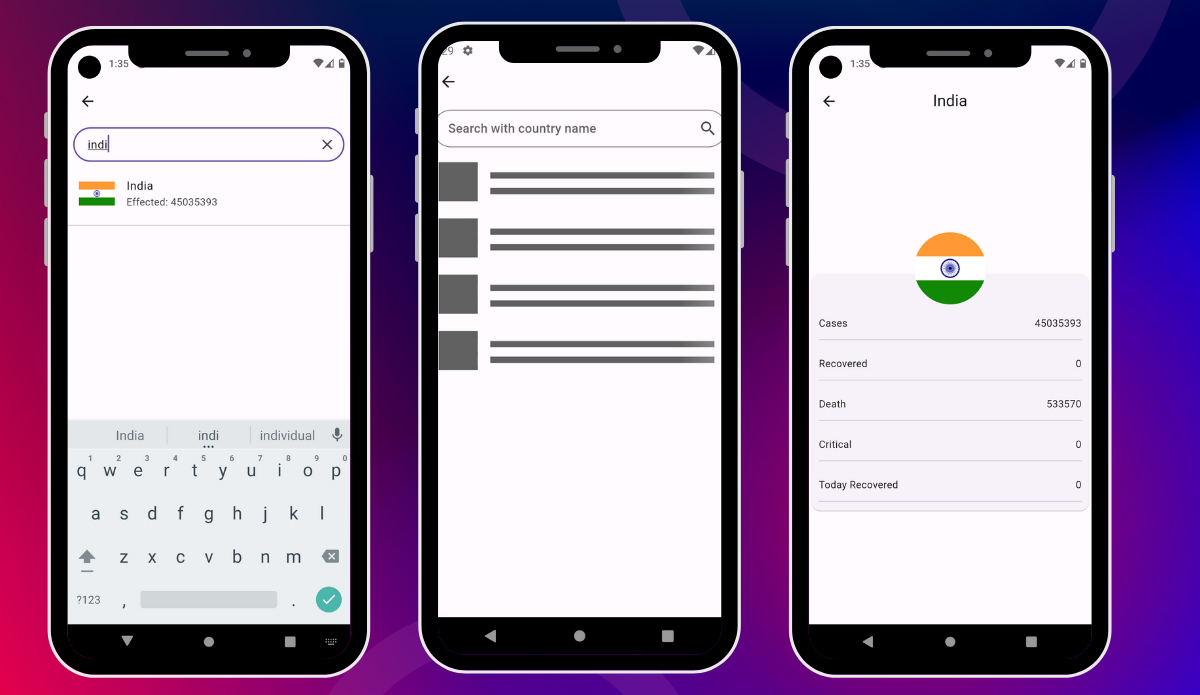 1:35
indi
India
Effected: 45035393
India indi individual
1 2 3 4 5 6 7 8 9 0
q w e r t y u i o p
a s d f g h j k l
z x c v b n m
?123 , .
29
Search with country name
1:35
India
Cases 45035393
Recovered 0
Death 533570
Critical 0
Today Recovered 0